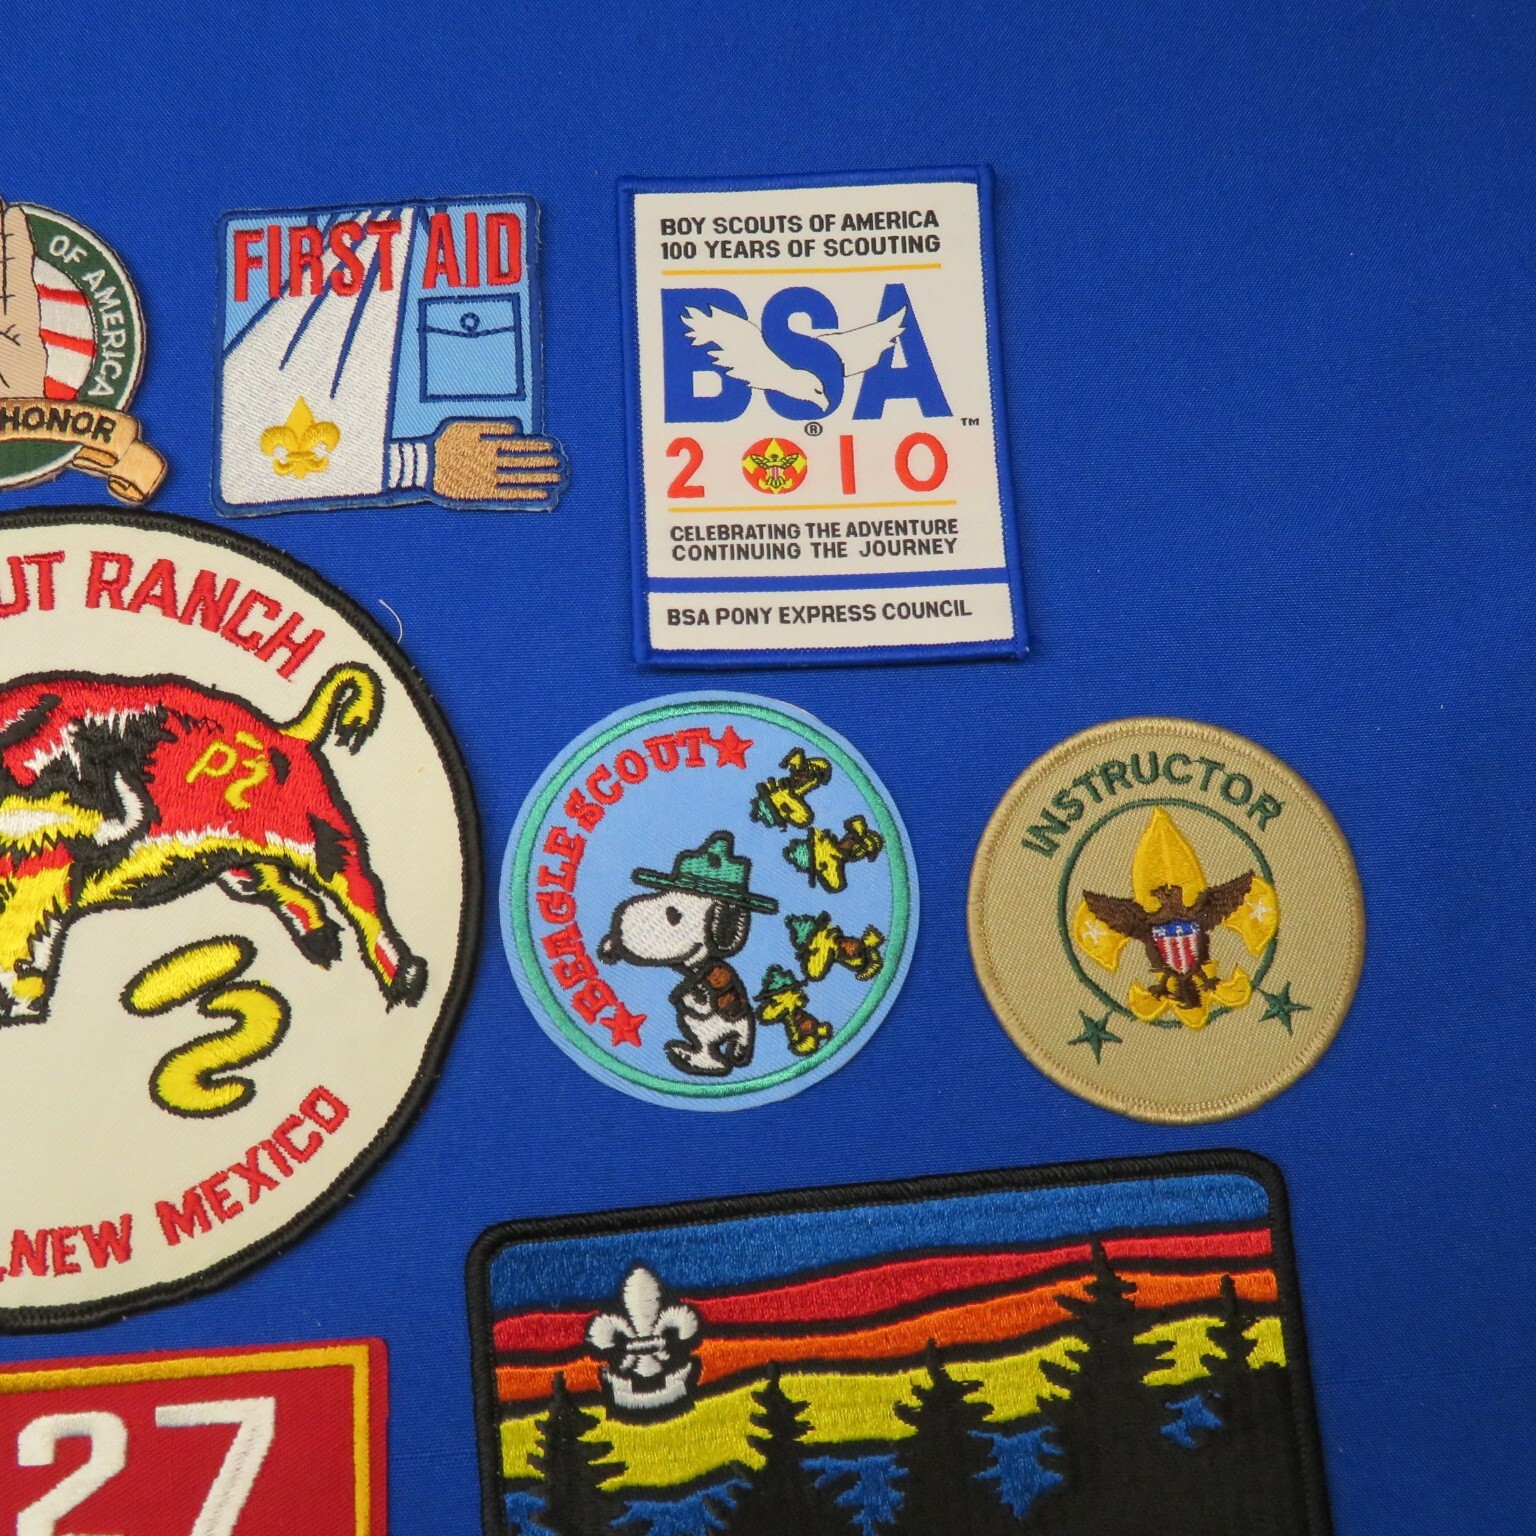 OF AMERICA
HONOR
FIRST AID
BOY SCOUTS OF AMERICA
100 YEARS OF SCOUTING
BSA
TM
®
2010
CELEBRATING THE ADVENTURE
CONTINUING THE JOURNEY
BSA PONY EXPRESS COUNCIL
UT RANCH
NEW MEXICO
BEAGLE SCOUT
INSTRUCTOR
27